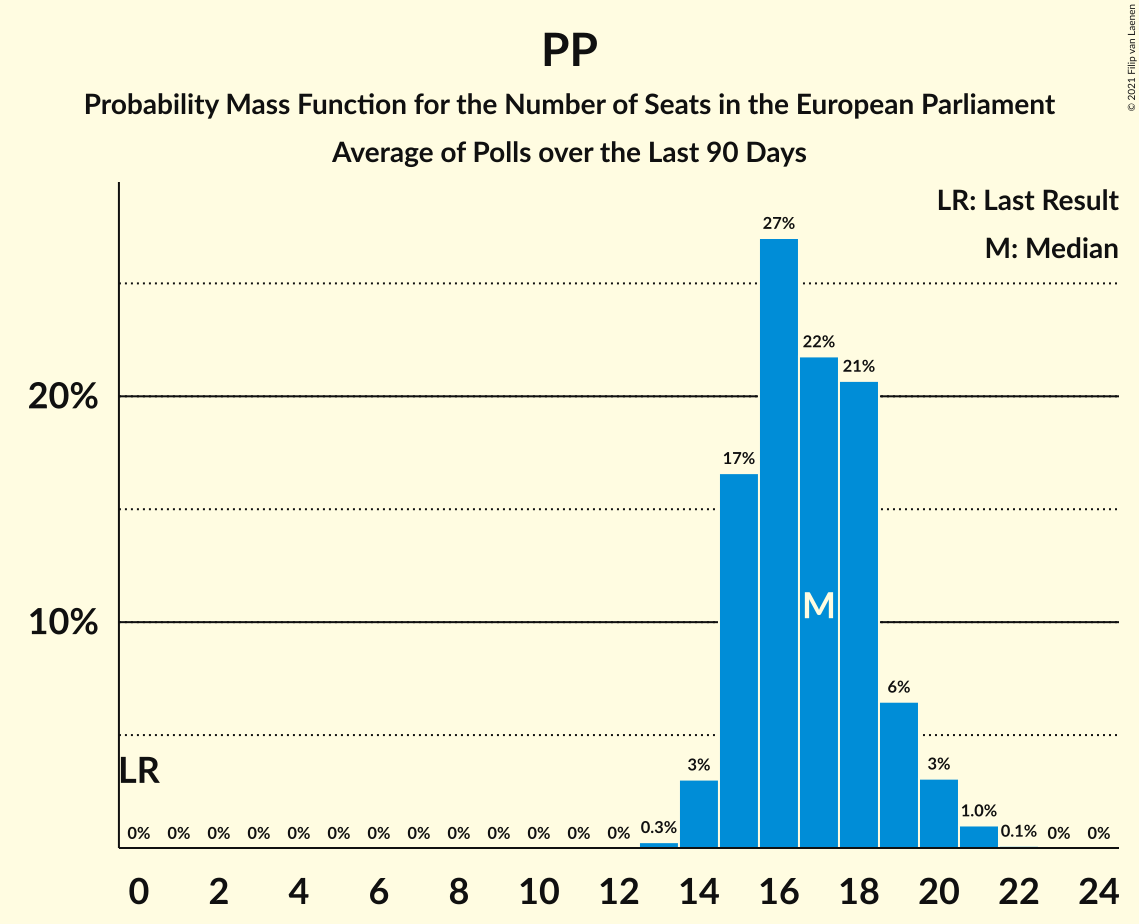 PP
Probability Mass Function for the Number of Seats in the European Parliament
Average of Polls over the Last 90 Days
© 2021 Filip van Laenen
LR: Last Result
M: Median
27%
22%
21%
20%
17%
M
10%
6%
LR
3%
3%
1.0%
0% 0% 0% 0% 0% 0% 0% 0% 0% 0% 0% 0% 0% 0.3% 0.1% 0% 0%
0 2 4 6 8 10 12 14 16 18 20 22 24